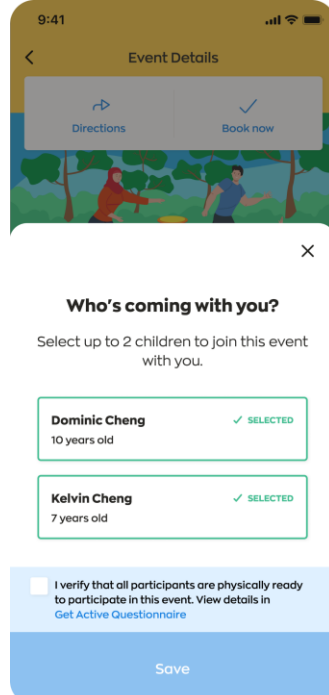 9:41
Event Details
Directions
Book now
Who's coming with you?
Select up to 2 children to join this event
with you.
Dominic Cheng
✓ SELECTED
10 years old
Kelvin Cheng
✓ SELECTED
7 years old
I verify that all participants are physically ready
to participate in this event. View details in
Get Active Questionnaire
Save